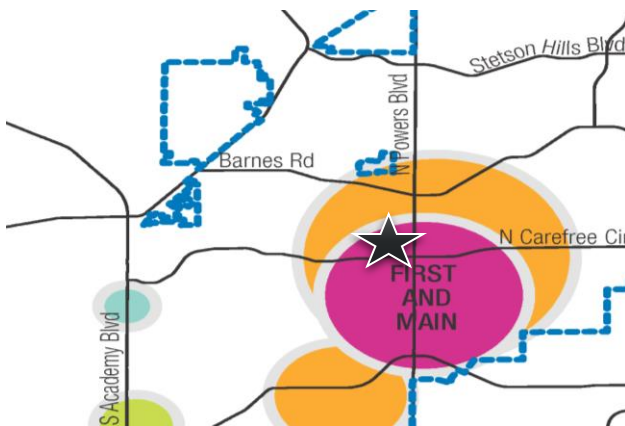 Stetson Hills Blvd
N Powers Blvd
Barnes Rd
N Carefree Cir
FIRST
AND
MAIN
S Academy Blvd